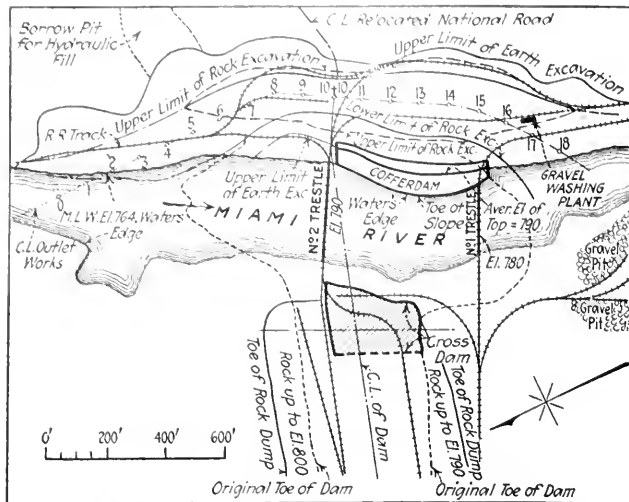 C.L. Relocated National Road
Borrow Pit
for Hydraulic
Fill
Upper Limit of Rock Excavation
Upper Limit of Earth
Excavation
8 9 10 +10 11 12 13 14 15 16
7
6
5
Lower Limit of Rock Exc.
Upper Limit of Rock Exc.
R.R. Track
4
3
2
1
0
17 18
GRAVEL
WASHING
PLANT
Upper Limit
of Earth Exc.
COFFERDAM
M.L.W. El. 764, Waters
Edge
C.L. Outlet
Works
MIAMI RIVER
Nº2 TRESTLE
El. 790
Waters
Edge
Toe of
Slope
Nº1 TRESTLE
Aver. El. of
Top = 790
El. 780
Gravel
Pit
Gravel
Pit
Cross
Dam
Toe of Rock Dump
Rock up to El. 800
C.L. of Dam
Rock up to El. 790
Toe of Rock Dump
0' 200' 400' 600'
Original Toe of Dam
Original Toe of Dam